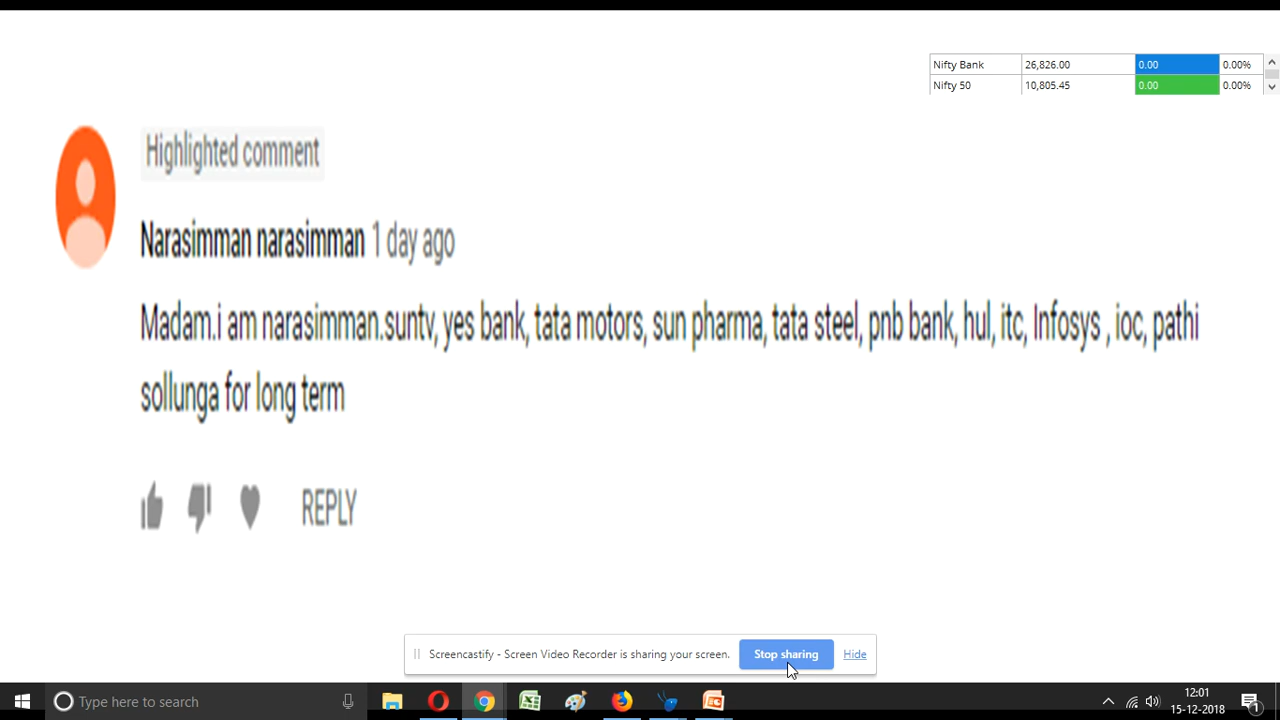 Nifty Bank 26,826.00 0.00 0.00%
Nifty 50 10,805.45 0.00 0.00%
Highlighted comment
Narasimman narasimman 1 day ago
Madam.i am narasimman.suntv, yes bank, tata motors, sun pharma, tata steel, pnb bank, hul, itc, Infosys , ioc, pathi
sollunga for long term
REPLY
Screencastify - Screen Video Recorder is sharing your screen. Stop sharing Hide
Type here to search
12:01
15-12-2018
1